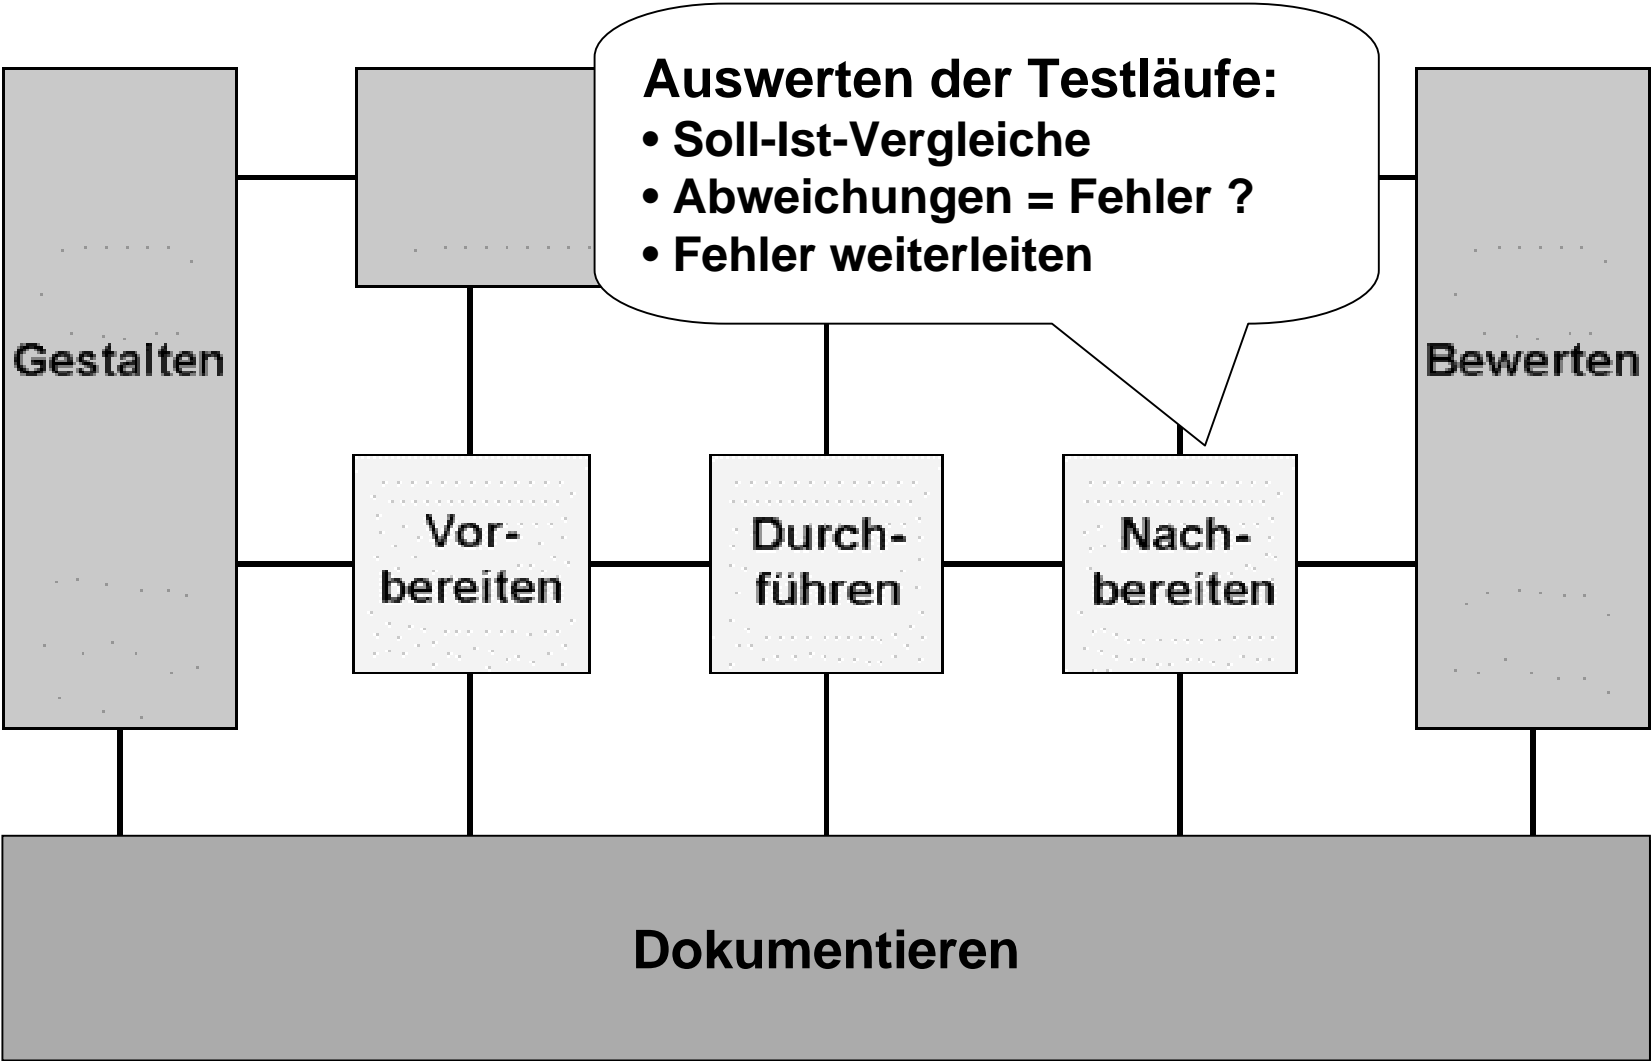 Auswerten der Testläufe:
• Soll-Ist-Vergleiche
• Abweichungen = Fehler ?
• Fehler weiterleiten
Gestalten
Bewerten
Vor-
bereiten
Durch-
führen
Nach-
bereiten
Dokumentieren